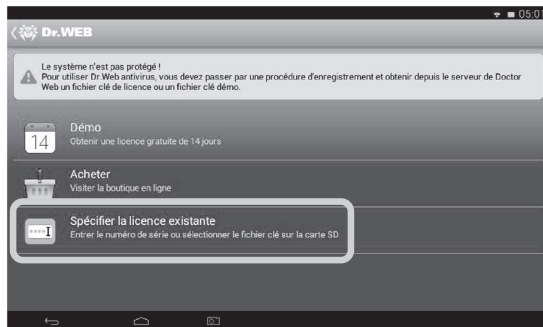 05:01
Dr.WEB
Le système n'est pas protégé !
Pour utiliser Dr.Web antivirus, vous devez passer par une procédure d'enregistrement et obtenir depuis le serveur de Doctor
Web un fichier clé de licence ou un fichier clé démo.
14
Démo
Obtenir une licence gratuite de 14 jours
Acheter
Visiter la boutique en ligne
Spécifier la licence existante
Entrer le numéro de série ou sélectionner le fichier clé sur la carte SD